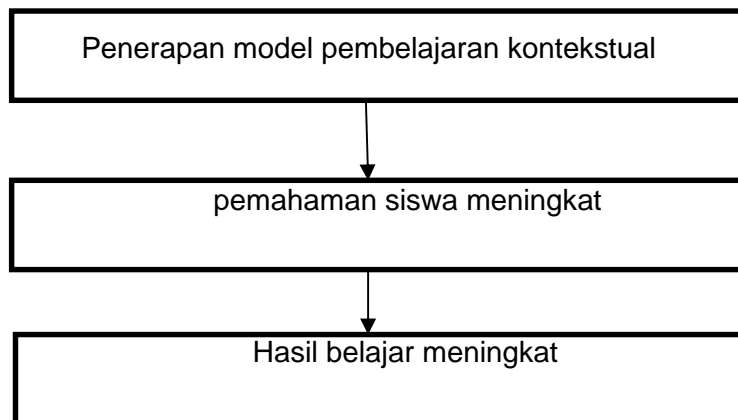 Penerapan model pembelajaran kontekstual
pemahaman siswa meningkat
Hasil belajar meningkat